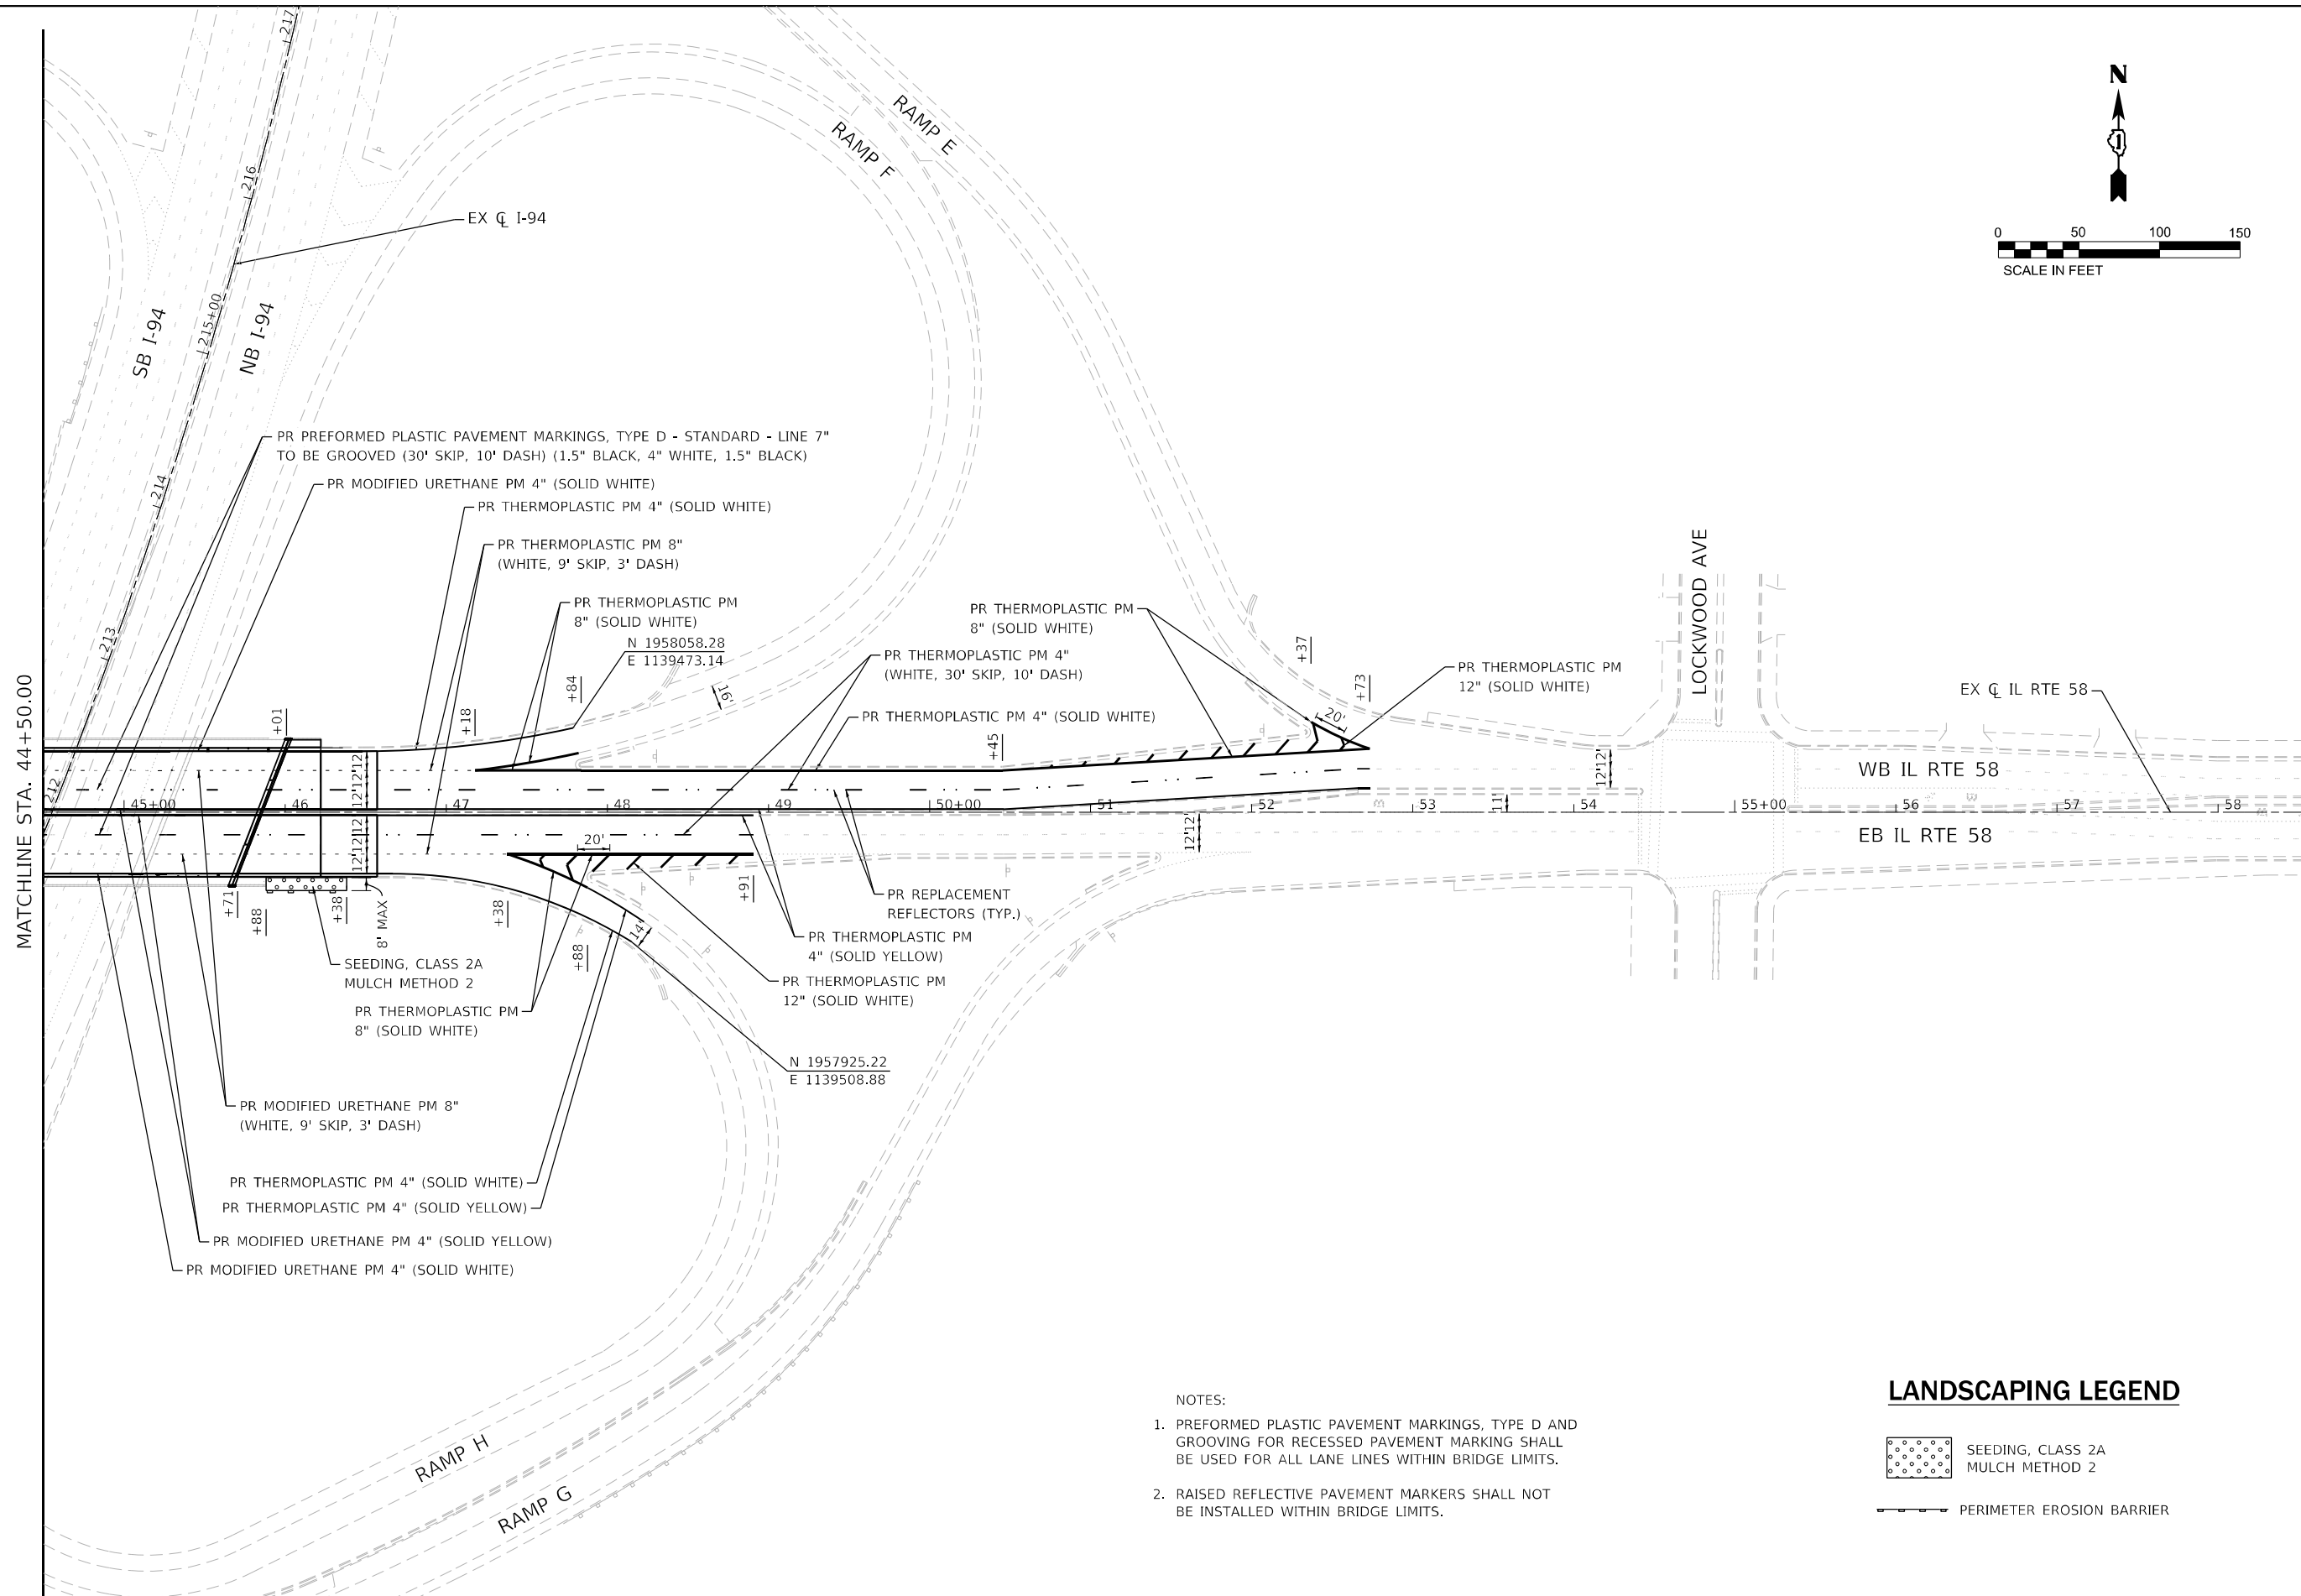 217
216
EX ℄ I-94
215+00
SB I-94
NB I-94
214
213
212
MATCHLINE STA. 44+50.00
RAMP E
RAMP F
N
1
0 50 100 150
SCALE IN FEET
PR PREFORMED PLASTIC PAVEMENT MARKINGS, TYPE D - STANDARD - LINE 7"
TO BE GROOVED (30' SKIP, 10' DASH) (1.5" BLACK, 4" WHITE, 1.5" BLACK)
PR MODIFIED URETHANE PM 4" (SOLID WHITE)
PR THERMOPLASTIC PM 4" (SOLID WHITE)
PR THERMOPLASTIC PM 8"
(WHITE, 9' SKIP, 3' DASH)
PR THERMOPLASTIC PM
8" (SOLID WHITE)
N 1958058.28
E 1139473.14
PR THERMOPLASTIC PM
8" (SOLID WHITE)
PR THERMOPLASTIC PM 4"
(WHITE, 30' SKIP, 10' DASH)
PR THERMOPLASTIC PM 4" (SOLID WHITE)
PR THERMOPLASTIC PM
12" (SOLID WHITE)
LOCKWOOD AVE
EX ℄ IL RTE 58
+01
+18
+84
16'
+45
+37
+73
20'
12'12'
12'12'
12'12'
12'12'
12'12'
11'
WB IL RTE 58
EB IL RTE 58
45+00 46 47 48 49 50+00 51 52 53 54 55+00 56 57 58
20'
+71
+88
+38
8' MAX
+38
+88
14'
+91
PR REPLACEMENT
REFLECTORS (TYP.)
PR THERMOPLASTIC PM
4" (SOLID YELLOW)
PR THERMOPLASTIC PM
12" (SOLID WHITE)
SEEDING, CLASS 2A
MULCH METHOD 2
PR THERMOPLASTIC PM
8" (SOLID WHITE)
N 1957925.22
E 1139508.88
PR MODIFIED URETHANE PM 8"
(WHITE, 9' SKIP, 3' DASH)
PR THERMOPLASTIC PM 4" (SOLID WHITE)
PR THERMOPLASTIC PM 4" (SOLID YELLOW)
PR MODIFIED URETHANE PM 4" (SOLID YELLOW)
PR MODIFIED URETHANE PM 4" (SOLID WHITE)
RAMP H
RAMP G
NOTES:
1. PREFORMED PLASTIC PAVEMENT MARKINGS, TYPE D AND
GROOVING FOR RECESSED PAVEMENT MARKING SHALL
BE USED FOR ALL LANE LINES WITHIN BRIDGE LIMITS.
2. RAISED REFLECTIVE PAVEMENT MARKERS SHALL NOT
BE INSTALLED WITHIN BRIDGE LIMITS.
LANDSCAPING LEGEND
SEEDING, CLASS 2A
MULCH METHOD 2
PERIMETER EROSION BARRIER